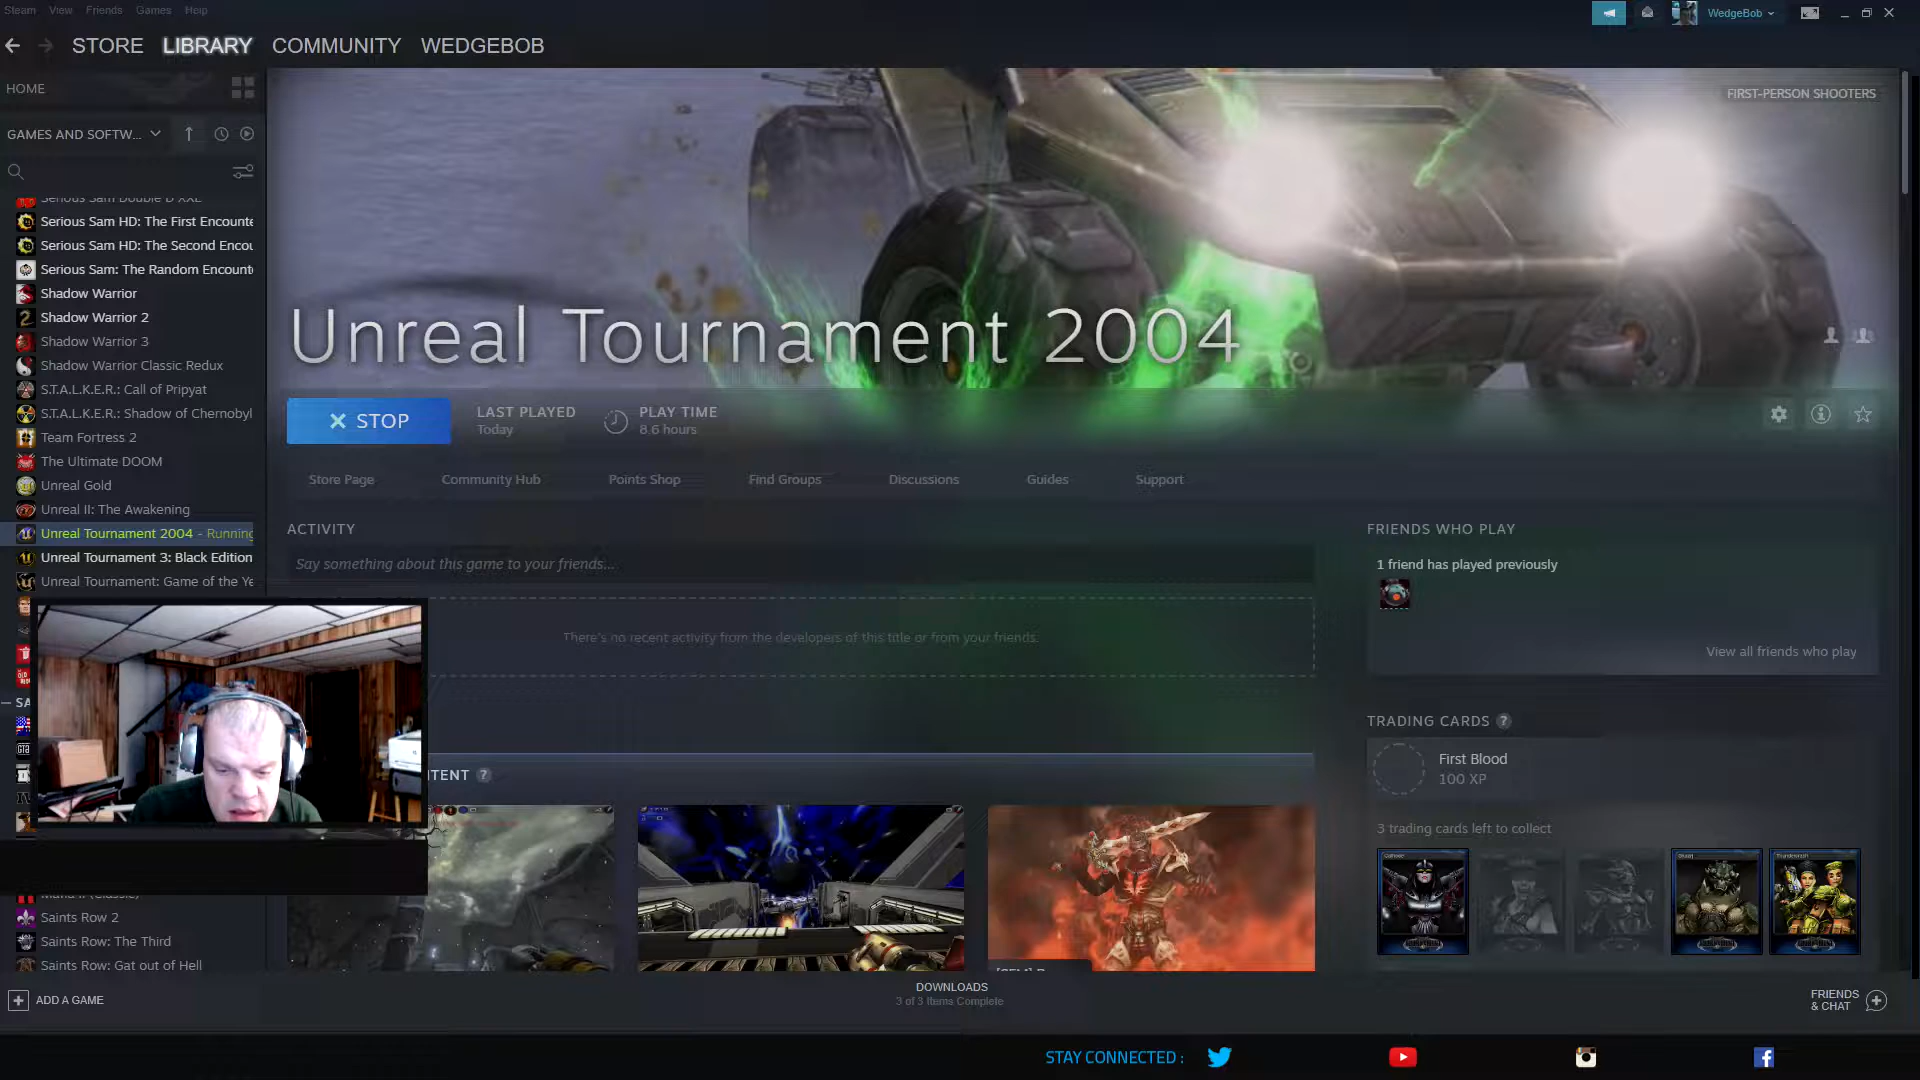 Steam View Friends Games Help
WedgeBob
STORE LIBRARY COMMUNITY WEDGEBOB
HOME
FIRST-PERSON SHOOTERS
GAMES AND SOFTW...
Serious Sam Double D XXL
Serious Sam HD: The First Encounte
Serious Sam HD: The Second Encou
Serious Sam: The Random Encount
Shadow Warrior
Shadow Warrior 2
Shadow Warrior 3
Shadow Warrior Classic Redux
S.T.A.L.K.E.R.: Call of Pripyat
S.T.A.L.K.E.R.: Shadow of Chernobyl
Team Fortress 2
The Ultimate DOOM
Unreal Gold
Unreal II: The Awakening
Unreal Tournament 2004 - Running
Unreal Tournament 3: Black Edition
Unreal Tournament: Game of the Ye
SA
Saints Row 2
Saints Row: The Third
Saints Row: Gat out of Hell
Unreal Tournament 2004
STOP
LAST PLAYED
Today
PLAY TIME
8.6 hours
Store Page Community Hub Points Shop Find Groups Discussions Guides Support
ACTIVITY
Say something about this game to your friends...
There's no recent activity from the developers of this title or from your friends.
TENT ?
FRIENDS WHO PLAY
1 friend has played previously
View all friends who play
TRADING CARDS ?
First Blood
100 XP
3 trading cards left to collect
ADD A GAME
DOWNLOADS
3 of 3 Items Complete
FRIENDS
& CHAT
STAY CONNECTED :